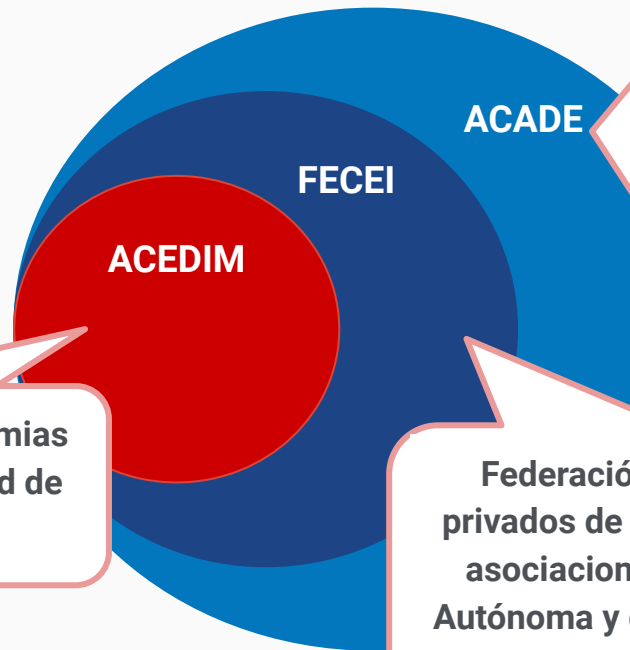 ACADE
FECEI
ACEDIM
mias
d de
Federació
privados de
asociacion
Autónoma y